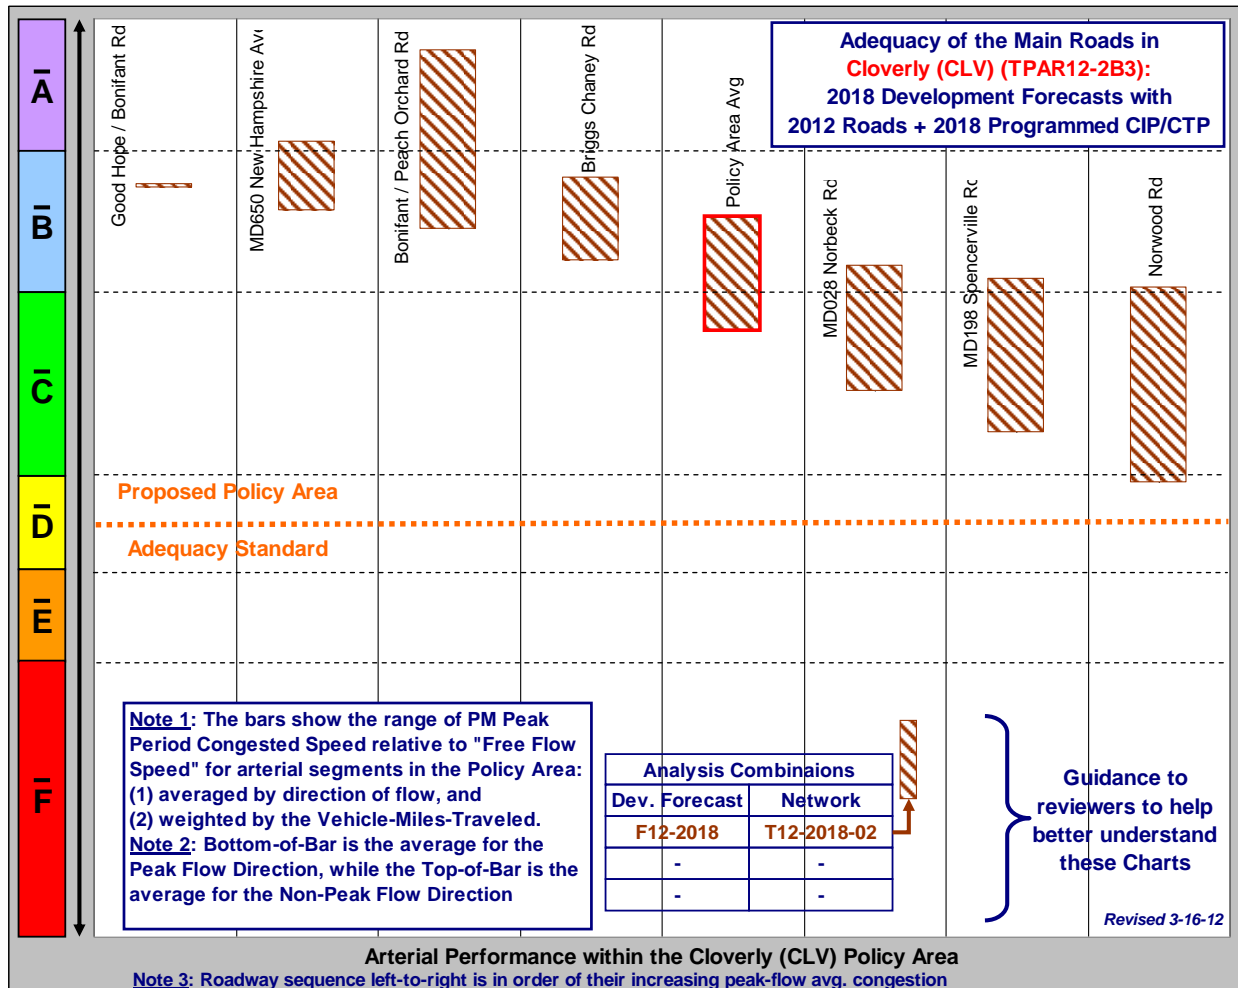 A
B
C
D
E
F
Good Hope / Bonifant Rd
MD650 New Hampshire Ave
Bonifant / Peach Orchard Rd
Briggs Chaney Rd
Policy Area Avg
MD028 Norbeck Rd
MD198 Spencerville Rd
Norwood Rd
Adequacy of the Main Roads in
Cloverly (CLV) (TPAR12-2B3):
2018 Development Forecasts with
2012 Roads + 2018 Programmed CIP/CTP
Proposed Policy Area
Adequacy Standard
Note 1: The bars show the range of PM Peak
Period Congested Speed relative to "Free Flow
Speed" for arterial segments in the Policy Area:
(1) averaged by direction of flow, and
(2) weighted by the Vehicle-Miles-Traveled.
Note 2: Bottom-of-Bar is the average for the
Peak Flow Direction, while the Top-of-Bar is the
average for the Non-Peak Flow Direction
Analysis Combinaions
Dev. Forecast Network
F12-2018 T12-2018-02
- -
- -
Guidance to
reviewers to help
better understand
these Charts
Revised 3-16-12
Arterial Performance within the Cloverly (CLV) Policy Area
Note 3: Roadway sequence left-to-right is in order of their increasing peak-flow avg. congestion